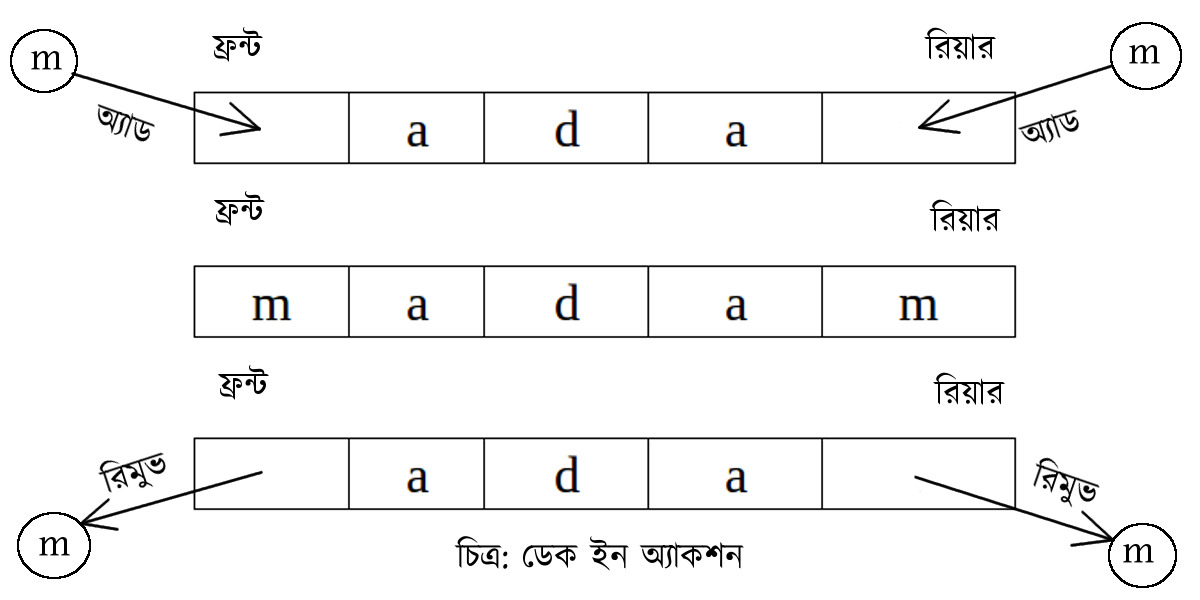 m ফ্রন্ট রিয়ার m
অ্যাড a d a অ্যাড
ফ্রন্ট রিয়ার
m a d a m
ফ্রন্ট রিয়ার
রিমুভ a d a রিমুভ
m m
চিত্র: ডেক ইন অ্যাকশন